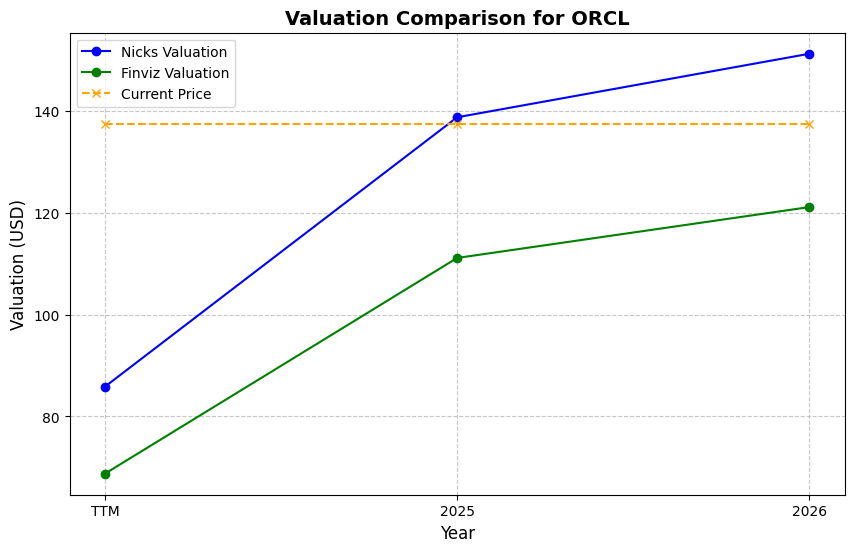 Valuation Comparison for ORCL
Nicks Valuation
Finviz Valuation
Current Price
Valuation (USD)
140
120
100
80
TTM
2025
2026
Year